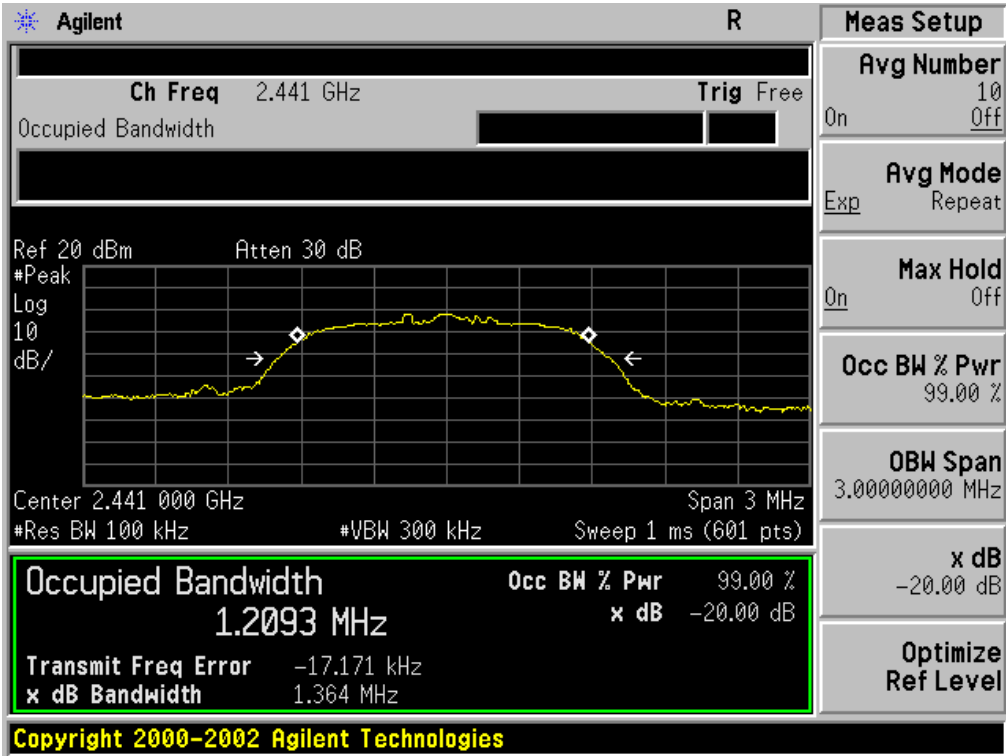 Agilent R
Ch Freq 2.441 GHz Trig Free
Occupied Bandwidth
Ref 20 dBm Atten 30 dB
#Peak
Log
10
dB/
Center 2.441 000 GHz Span 3 MHz
#Res BW 100 kHz #VBW 300 kHz Sweep 1 ms (601 pts)
Occupied Bandwidth Occ BW % Pwr 99.00 %
1.2093 MHz x dB -20.00 dB
Transmit Freq Error -17.171 kHz
x dB Bandwidth 1.364 MHz
Copyright 2000-2002 Agilent Technologies
Meas Setup
Avg Number
10
On Off
Avg Mode
Exp Repeat
Max Hold
On Off
Occ BW % Pwr
99.00 %
OBW Span
3.00000000 MHz
x dB
-20.00 dB
Optimize
Ref Level